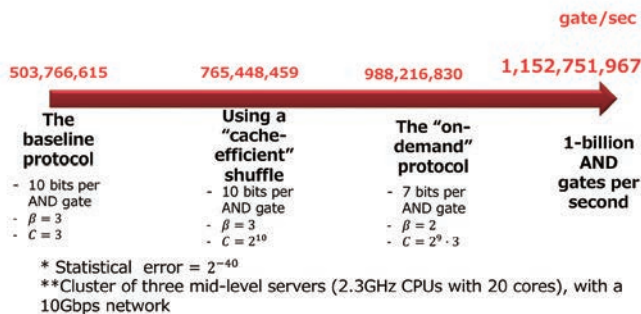 gate/sec
503,766,615
765,448,459
988,216,830
1,152,751,967
The
baseline
protocol
- 10 bits per
AND gate
- β = 3
- C = 3
Using a
“cache-
efficient”
shuffle
- 10 bits per
AND gate
- β = 3
- C = 2¹⁰
The “on-
demand”
protocol
- 7 bits per
AND gate
- β = 2
- C = 2⁹ · 3
1-billion
AND
gates per
second
* Statistical error = 2⁻⁴⁰
**Cluster of three mid-level servers (2.3GHz CPUs with 20 cores), with a
10Gbps network